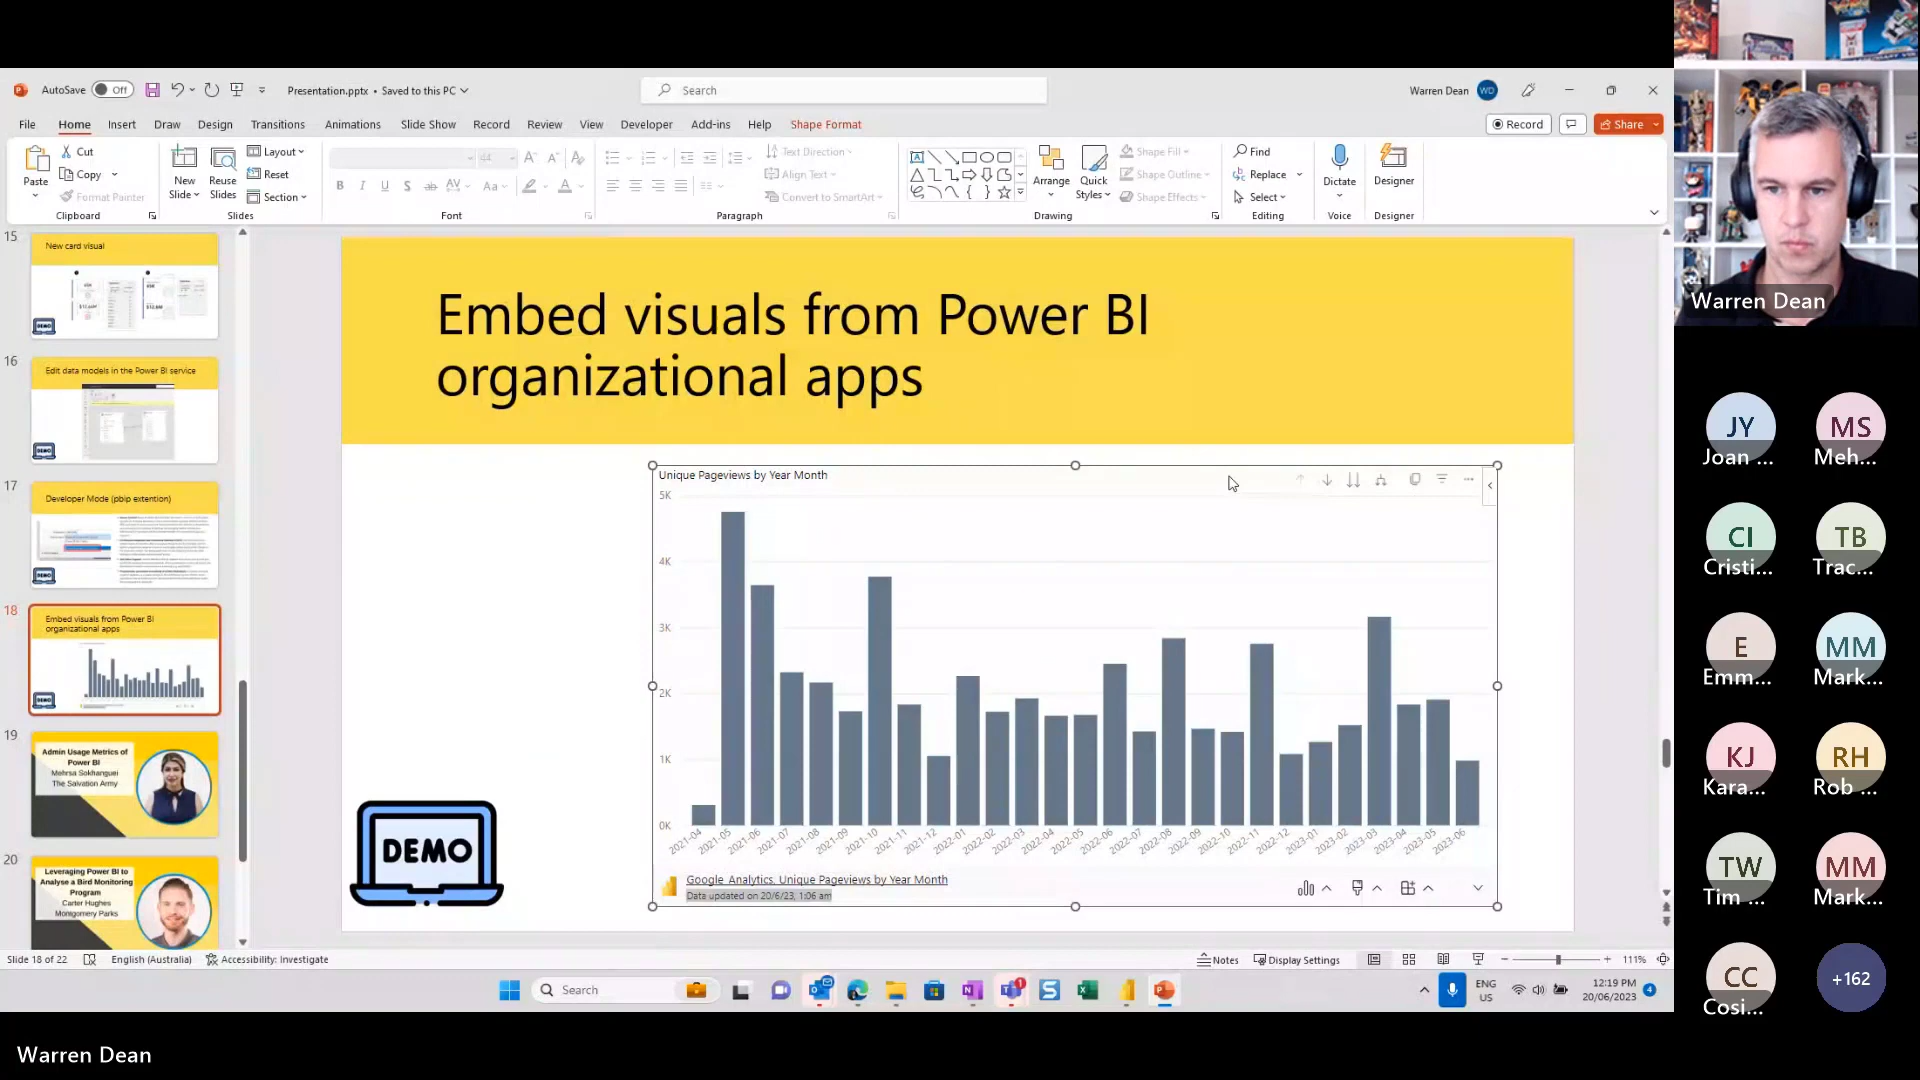 AutoSave
Off
Presentation.pptx • Saved to this PC
Search
Warren Dean
WD
File
Home
Insert
Draw
Design
Transitions
Animations
Slide Show
Record
Review
View
Developer
Add-ins
Help
Shape Format
Record
Share
Paste
Cut
Copy
Format Painter
Clipboard
New Slide
Reuse Slides
Layout
Reset
Section
Slides
44
Font
Text Direction
Align Text
Convert to SmartArt
Paragraph
Arrange
Quick Styles
Shape Fill
Shape Outline
Shape Effects
Drawing
Find
Replace
Select
Editing
Dictate
Voice
Designer
Designer
15
New card visual
DEMO
16
Edit data models in the Power BI service
DEMO
17
Developer Mode (pbip extention)
DEMO
18
Embed visuals from Power BI
organizational apps
DEMO
19
Admin Usage Metrics of
Power BI
Mehrsa Sokhanguei
The Salvation Army
20
Leveraging Power BI to
Analyse a Bird Monitoring
Program
Carter Hughes
Montgomery Parks
Embed visuals from Power BI
organizational apps
Unique Pageviews by Year Month
5K
4K
3K
2K
1K
0K
2021-04 2021-05 2021-06 2021-07 2021-08 2021-09 2021-10 2021-11 2021-12 2022-01 2022-02 2022-03 2022-04 2022-05 2022-06 2022-07 2022-08 2022-09 2022-10 2022-11 2022-12 2023-01 2023-02 2023-03 2023-04 2023-05 2023-06
Google Analytics, Unique Pageviews by Year Month
Data updated on 20/6/23, 1:06 am
DEMO
Slide 18 of 22
English (Australia)
Accessibility: Investigate
Notes
Display Settings
111%
Search
1
ENG
US
12:19 PM
20/06/2023
4
Warren Dean
JY
Joan ...
MS
Meh...
CI
Cristi...
TB
Trac...
E
Emm...
MM
Mark...
KJ
Kara...
RH
Rob ...
TW
Tim ...
MM
Mark...
CC
Cosi...
+162
Warren Dean